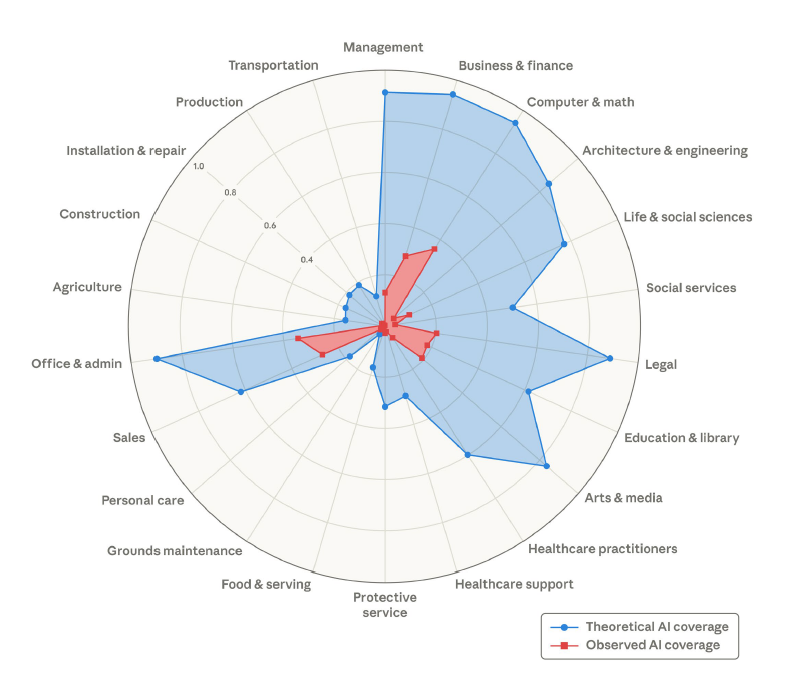 Management
Transportation
Business & finance
Production
Computer & math
Installation & repair
Architecture & engineering
1.0
0.8
Construction
Life & social sciences
0.6
0.4
Agriculture
Social services
Office & admin
Legal
Sales
Education & library
Personal care
Arts & media
Grounds maintenance
Healthcare practitioners
Food & serving
Healthcare support
Protective
service
Theoretical AI coverage
Observed AI coverage